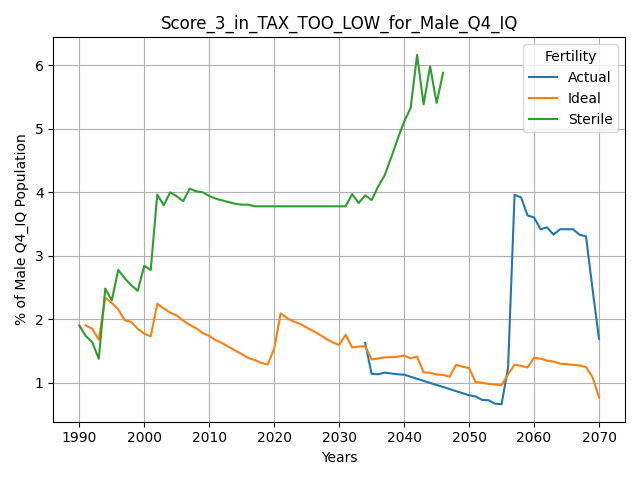 Score_3_in_TAX_TOO_LOW_for_Male_Q4_IQ
% of Male Q4_IQ Population
6
5
4
3
2
1
Fertility
Actual
Ideal
Sterile
1990 2000 2010 2020 2030 2040 2050 2060 2070
Years